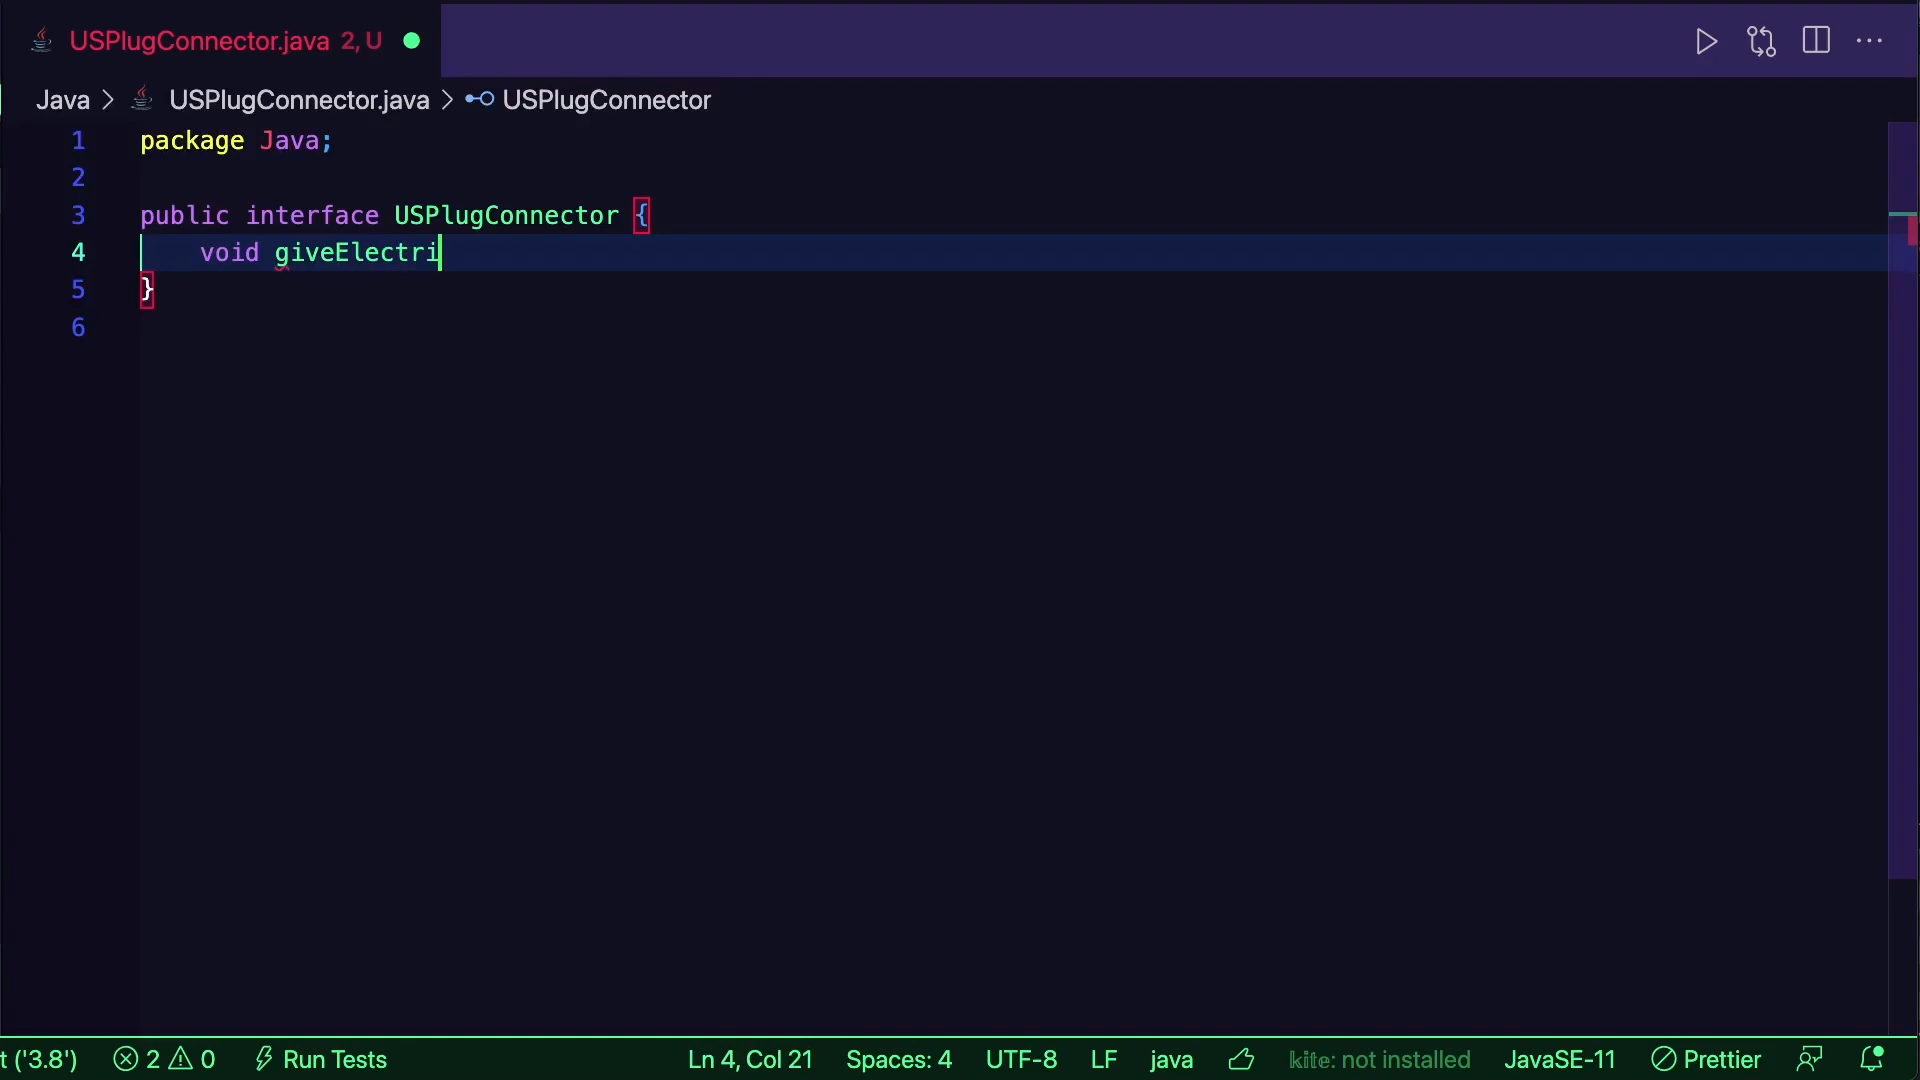 USPlugConnector.java 2, U
Java > USPlugConnector.java > USPlugConnector
1 package Java;
2
3 public interface USPlugConnector {
4 void giveElectri
5 }
6
t ('3.8') 2 0 Run Tests Ln 4, Col 21 Spaces: 4 UTF-8 LF java kite: not installed JavaSE-11 Prettier